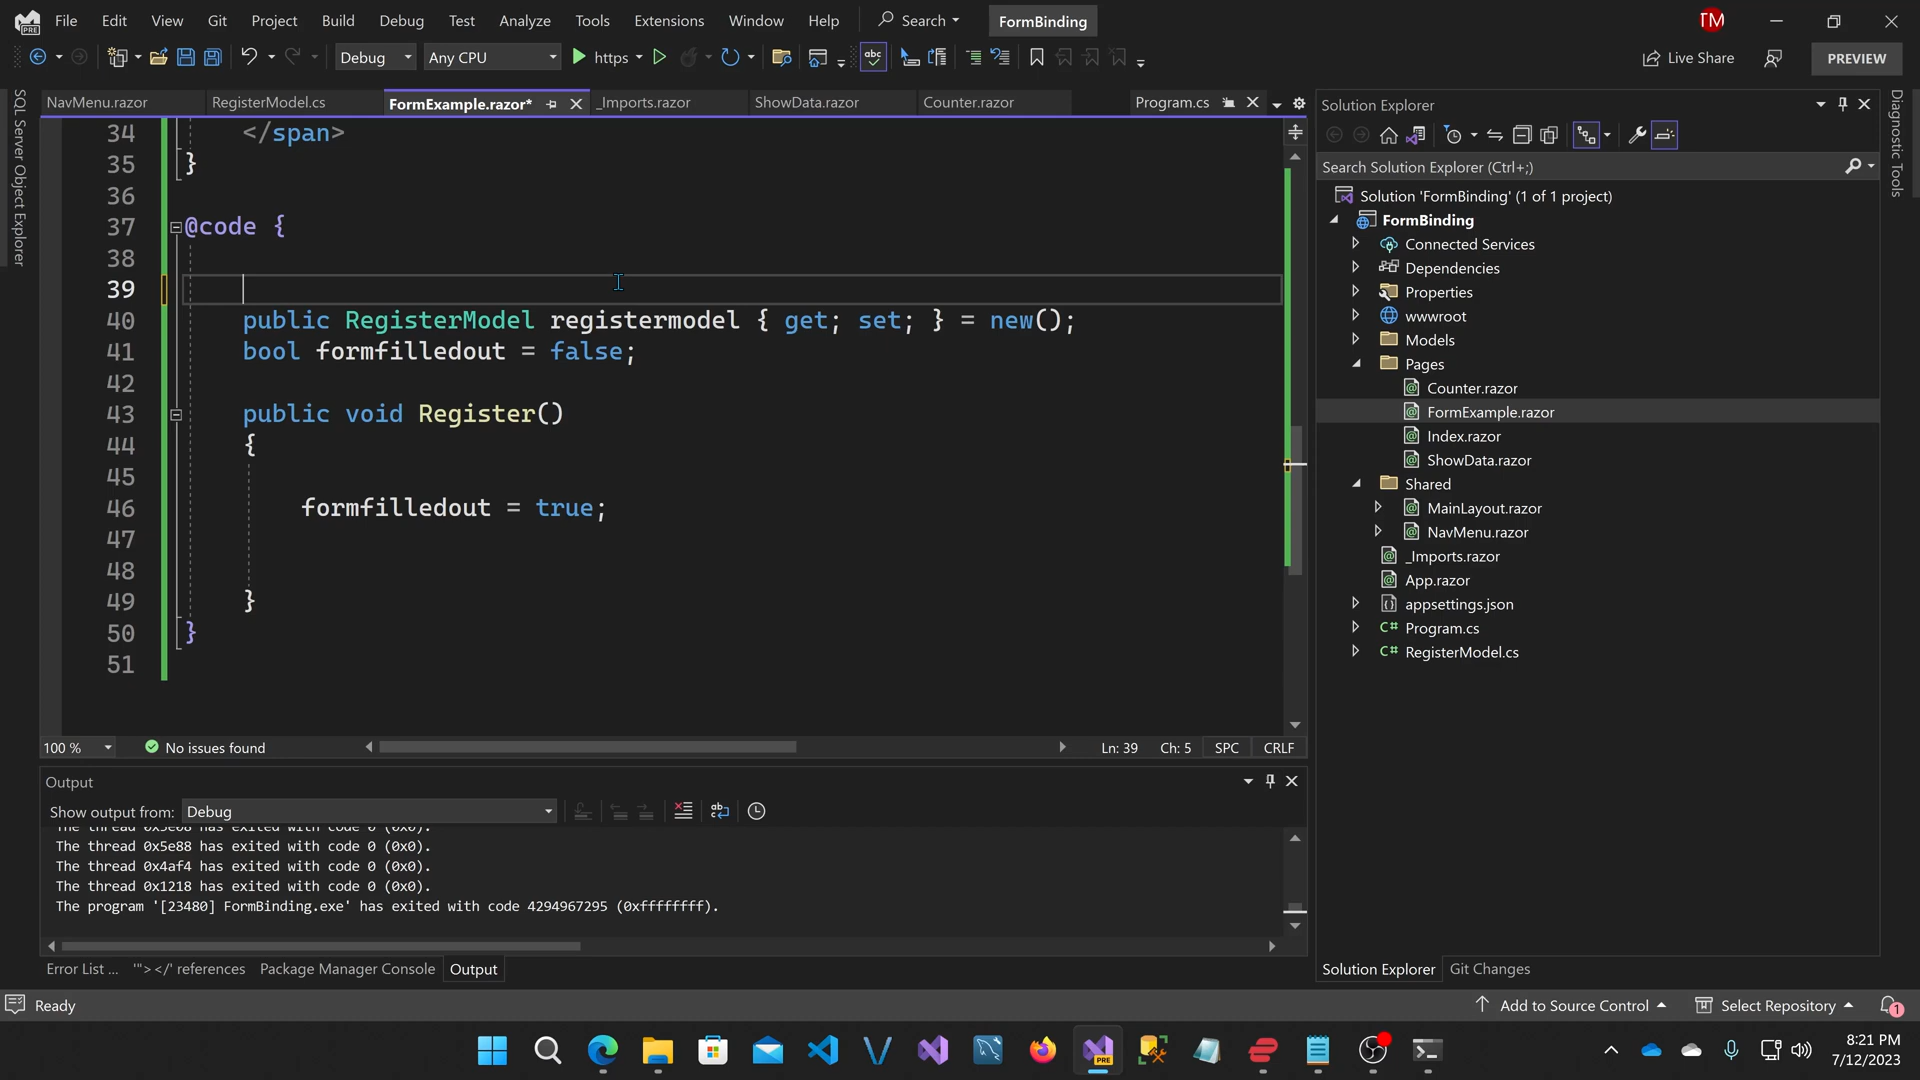 File Edit View Git Project Build Debug Test Analyze Tools Extensions Window Help Search FormBinding TM
Debug Any CPU https abc Live Share PREVIEW
NavMenu.razor RegisterModel.cs FormExample.razor* _Imports.razor ShowData.razor Counter.razor Program.cs
SQL Server Object Explorer
34 </span>
35 }
36
37 @code {
38
39
40 public RegisterModel registermodel { get; set; } = new();
41 bool formfilledout = false;
42
43 public void Register()
44 {
45
46 formfilledout = true;
47
48
49 }
50 }
51
100 % No issues found Ln: 39 Ch: 5 SPC CRLF
Output
Show output from: Debug
The thread 0x5e88 has exited with code 0 (0x0).
The thread 0x4af4 has exited with code 0 (0x0).
The thread 0x1218 has exited with code 0 (0x0).
The program '[23480] FormBinding.exe' has exited with code 4294967295 (0xffffffff).
Error List ... '"> </' references Package Manager Console Output
Solution Explorer
Search Solution Explorer (Ctrl+;)
Solution 'FormBinding' (1 of 1 project)
FormBinding
Connected Services
Dependencies
Properties
wwwroot
Models
Pages
Counter.razor
FormExample.razor
Index.razor
ShowData.razor
Shared
MainLayout.razor
NavMenu.razor
_Imports.razor
App.razor
appsettings.json
C# Program.cs
C# RegisterModel.cs
Solution Explorer Git Changes
Diagnostic Tools
Ready Add to Source Control Select Repository 1
PRE
8:21 PM
7/12/2023